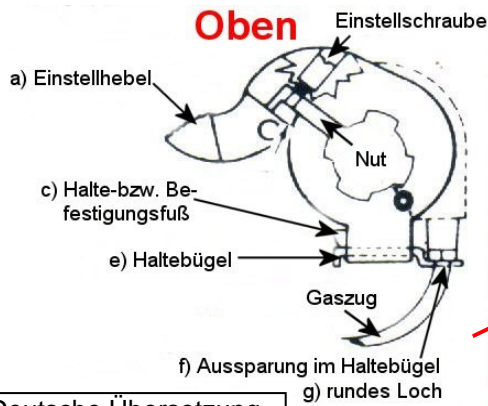 Oben
Einstellschraube
a) Einstellhebel
Nut
c) Halte-bzw. Be-
festigungsfuß
e) Haltebügel
Gaszug
f) Aussparung im Haltebügel
g) rundes Loch
Deutsche Übersetzung